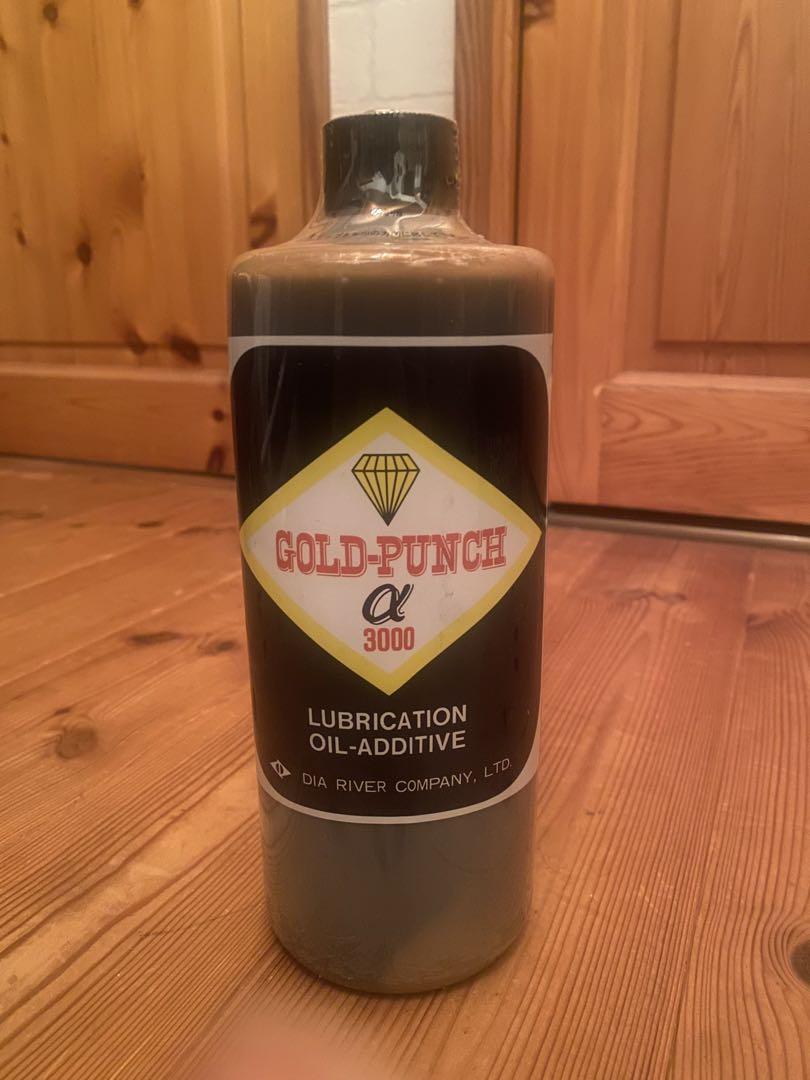 GOLD-PUNCH
α
3000
LUBRICATION
OIL-ADDITIVE
DIA RIVER COMPANY, LTD.